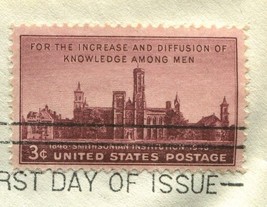 FOR THE INCREASE AND DIFFUSION OF
KNOWLEDGE AMONG MEN
1846-SMITHSONIAN INSTITUTION-1946
3¢ UNITED STATES POSTAGE
RST DAY OF ISSUE